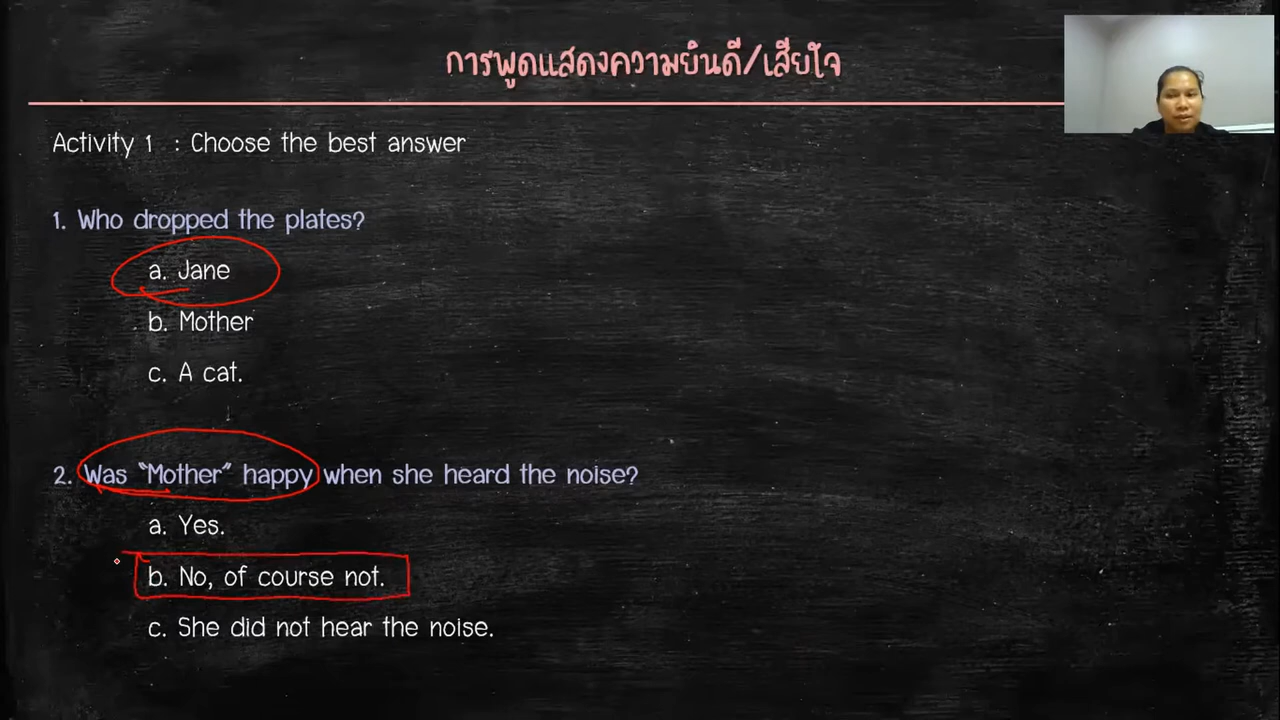 การพูดแสดงความยินดี/เสียใจ
Activity 1 : Choose the best answer
1. Who dropped the plates?
a. Jane
b. Mother
c. A cat.
2. Was “Mother” happy when she heard the noise?
a. Yes.
b. No, of course not.
c. She did not hear the noise.